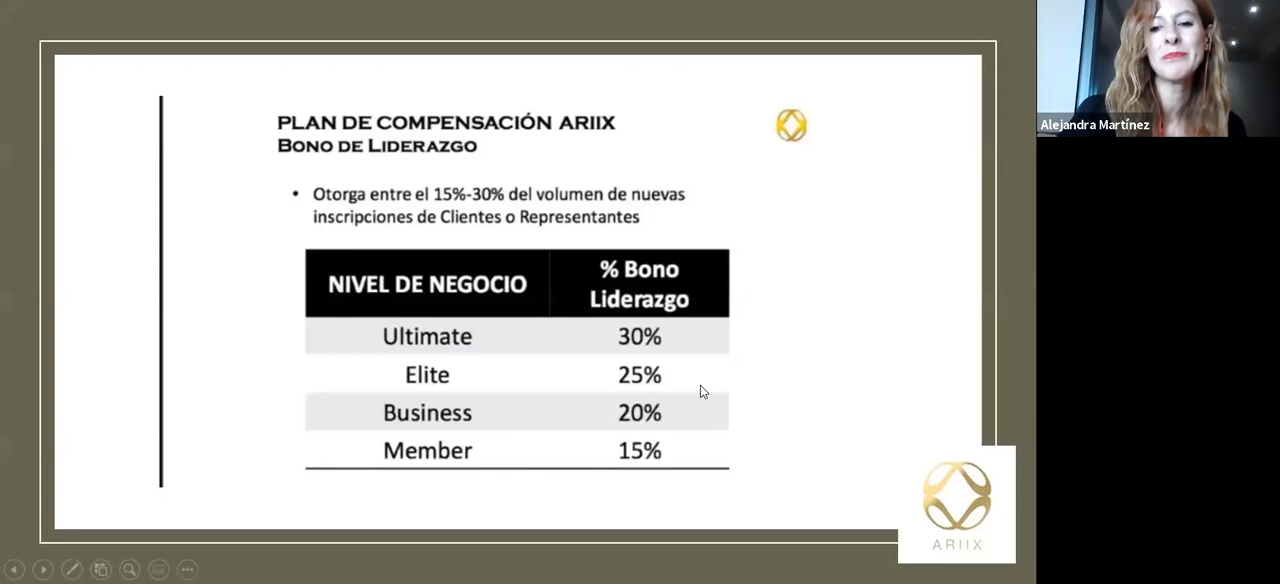 PLAN DE COMPENSACIÓN ARIIX
BONO DE LIDERAZGO
• Otorga entre el 15%-30% del volumen de nuevas
inscripciones de Clientes o Representantes
NIVEL DE NEGOCIO
% Bono
Liderazgo
Ultimate 30%
Elite 25%
Business 20%
Member 15%
ARIIX
Alejandra Martínez